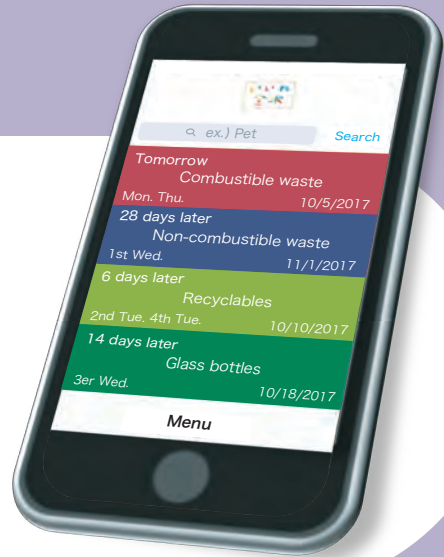 ex.) Pet Search
Tomorrow
Combustible waste
Mon. Thu. 10/5/2017
28 days later
Non-combustible waste
1st Wed. 11/1/2017
6 days later
Recyclables
2nd Tue. 4th Tue. 10/10/2017
14 days later
Glass bottles
3er Wed. 10/18/2017
Menu